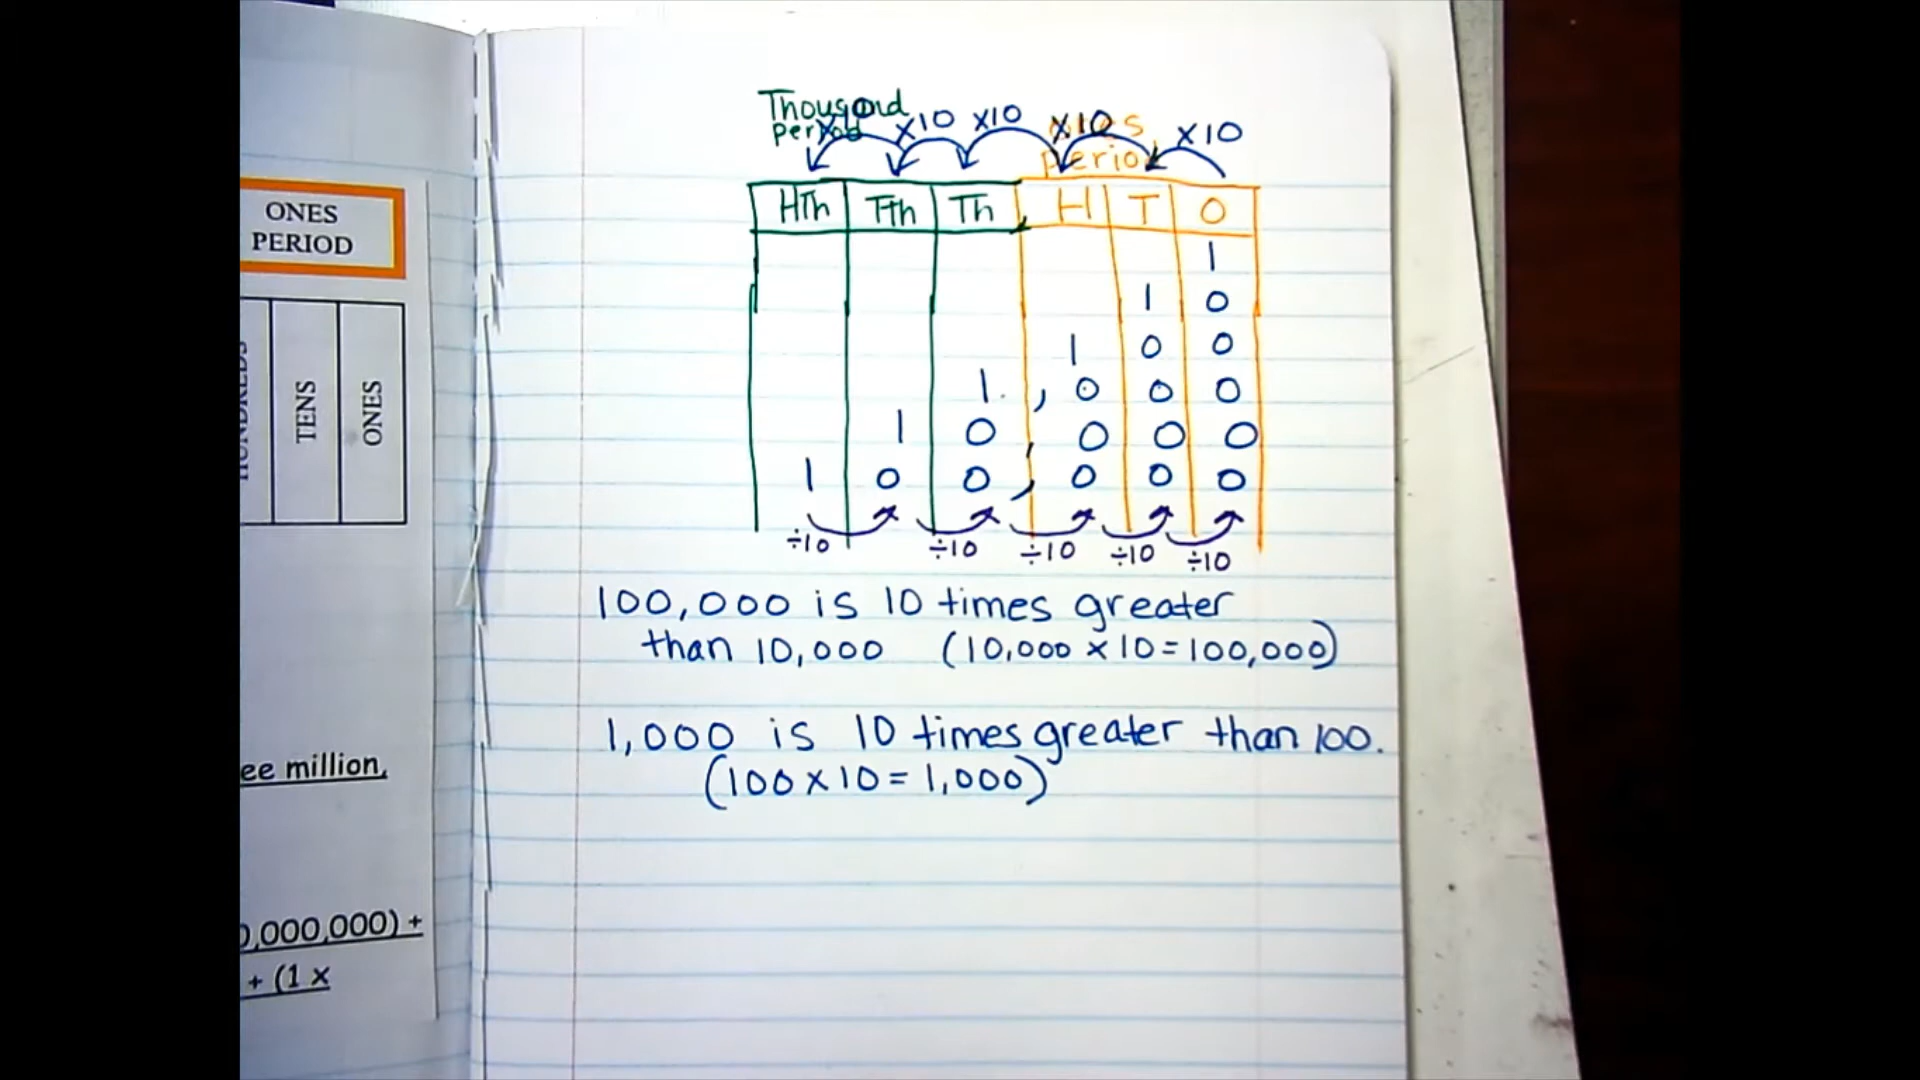 ONES
PERIOD
TENS
ONES
ee million,
0,000,000) +
+ (1 x
Thousand
period
ones
period
x10 x10 x10 x10 x10
HTh TTh Th H T O
1
1 0
1 0 0
1 , 0 0 0
1 0 , 0 0 0
1 0 0 , 0 0 0
÷10 ÷10 ÷10 ÷10 ÷10
100,000 is 10 times greater
than 10,000 (10,000 x 10 = 100,000)
1,000 is 10 times greater than 100.
(100 x 10 = 1,000)